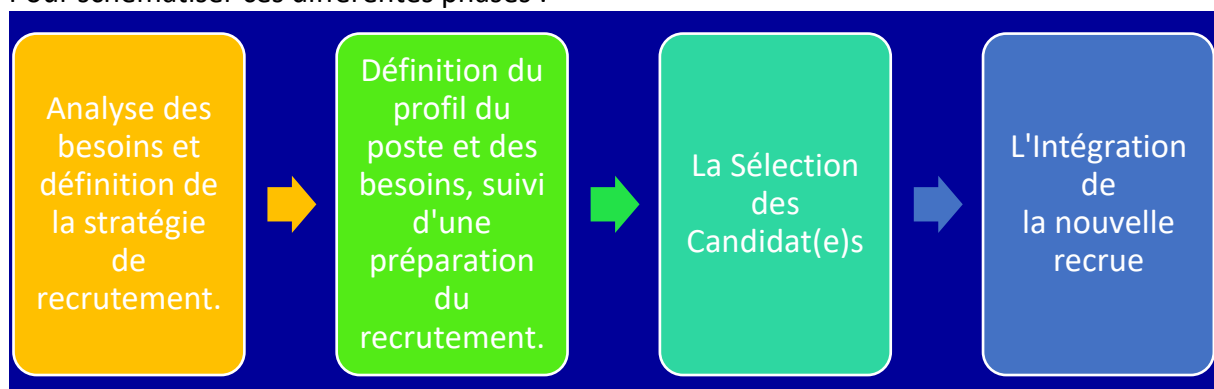 Pour schématiser ces différentes phases :
Analyse des
besoins et
définition de
la stratégie
de
recrutement.
Définition du
profil du
poste et des
besoins, suivi
d'une
préparation
du
recrutement.
La Sélection
des
Candidat(e)s
L'Intégration
de
la nouvelle
recrue